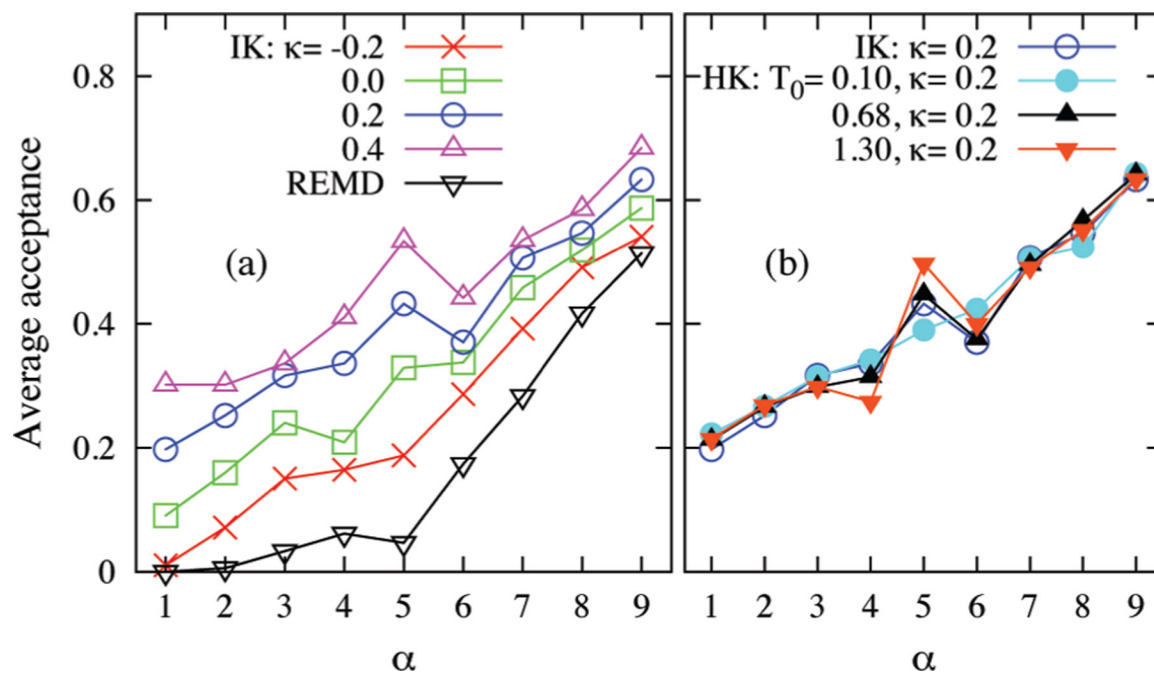 Average acceptance
0.8
0.6
0.4
0.2
0
IK: κ= -0.2
0.0
0.2
0.4
REMD
(a)
1 2 3 4 5 6 7 8 9
α
IK: κ= 0.2
HK: T₀= 0.10, κ= 0.2
0.68, κ= 0.2
1.30, κ= 0.2
(b)
1 2 3 4 5 6 7 8 9
α